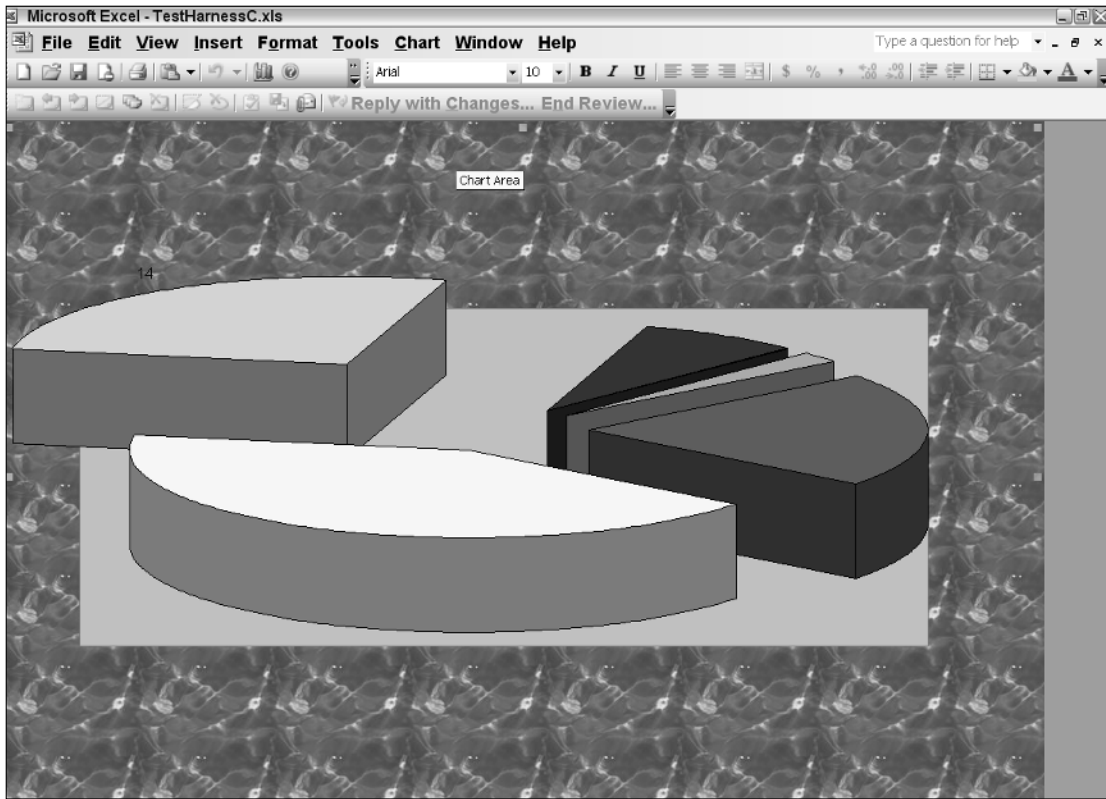 Microsoft Excel - TestHarnessC.xls
File Edit View Insert Format Tools Chart Window Help Type a question for help
Arial 10 B I U $ % , A
Reply with Changes... End Review...
Chart Area
14